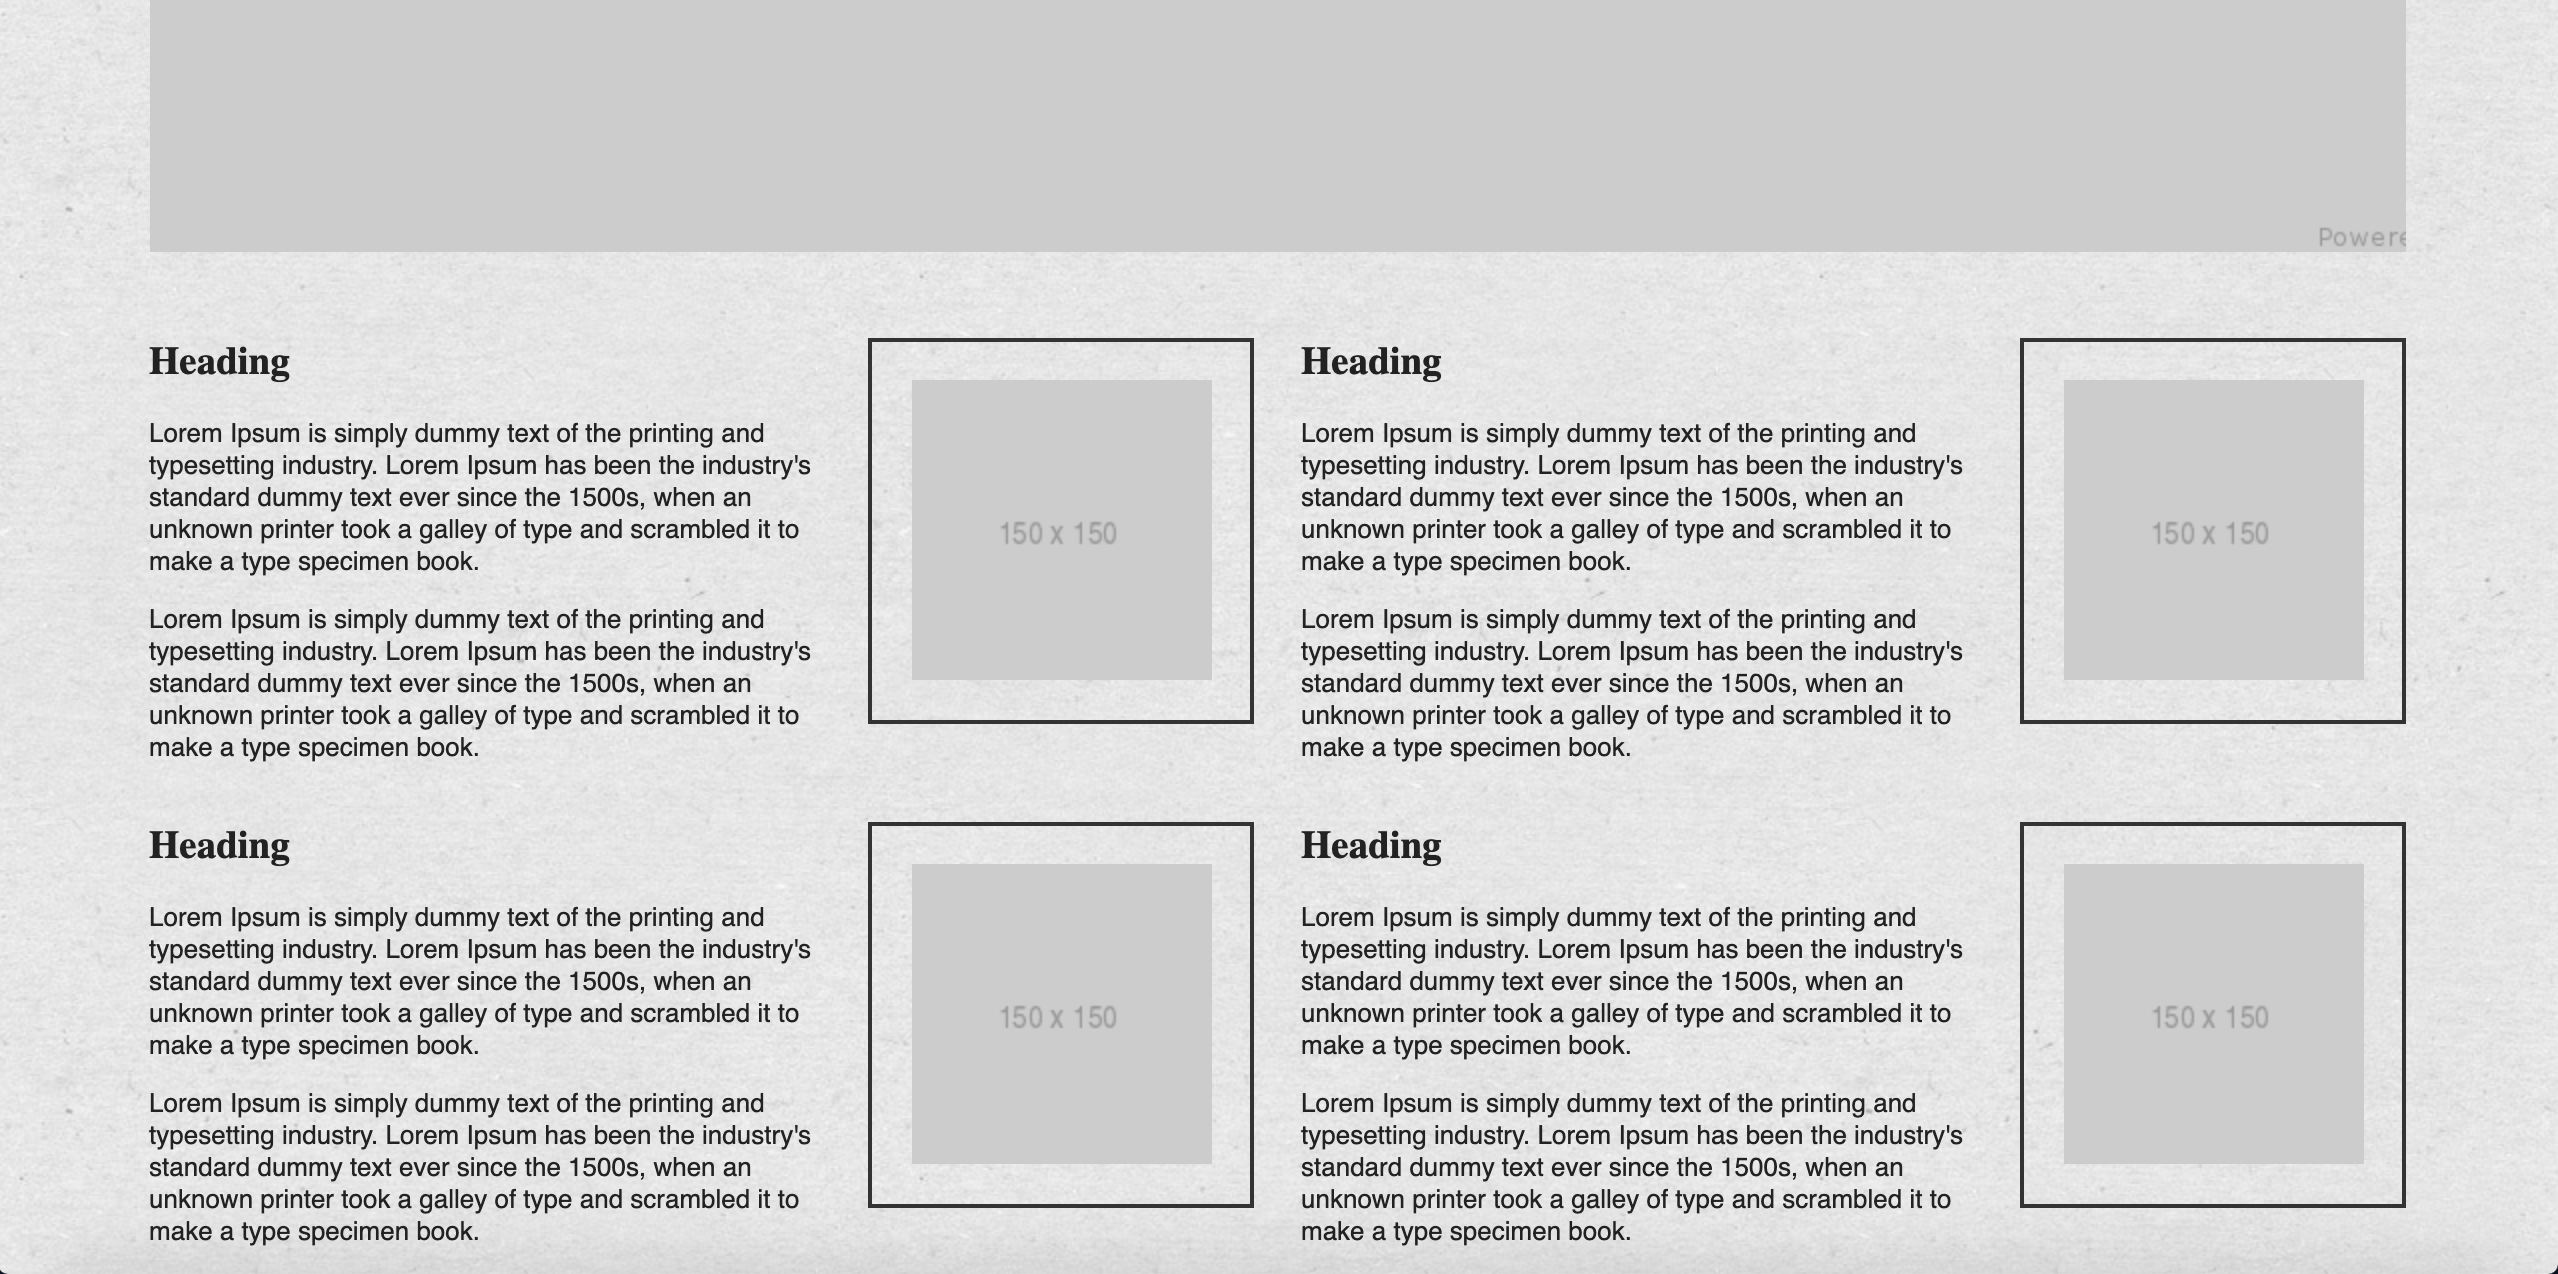 Powere
Heading
Lorem Ipsum is simply dummy text of the printing and
typesetting industry. Lorem Ipsum has been the industry's
standard dummy text ever since the 1500s, when an
unknown printer took a galley of type and scrambled it to
make a type specimen book.
Lorem Ipsum is simply dummy text of the printing and
typesetting industry. Lorem Ipsum has been the industry's
standard dummy text ever since the 1500s, when an
unknown printer took a galley of type and scrambled it to
make a type specimen book.
150 x 150
Heading
Lorem Ipsum is simply dummy text of the printing and
typesetting industry. Lorem Ipsum has been the industry's
standard dummy text ever since the 1500s, when an
unknown printer took a galley of type and scrambled it to
make a type specimen book.
Lorem Ipsum is simply dummy text of the printing and
typesetting industry. Lorem Ipsum has been the industry's
standard dummy text ever since the 1500s, when an
unknown printer took a galley of type and scrambled it to
make a type specimen book.
150 x 150
Heading
Lorem Ipsum is simply dummy text of the printing and
typesetting industry. Lorem Ipsum has been the industry's
standard dummy text ever since the 1500s, when an
unknown printer took a galley of type and scrambled it to
make a type specimen book.
Lorem Ipsum is simply dummy text of the printing and
typesetting industry. Lorem Ipsum has been the industry's
standard dummy text ever since the 1500s, when an
unknown printer took a galley of type and scrambled it to
make a type specimen book.
150 x 150
Heading
Lorem Ipsum is simply dummy text of the printing and
typesetting industry. Lorem Ipsum has been the industry's
standard dummy text ever since the 1500s, when an
unknown printer took a galley of type and scrambled it to
make a type specimen book.
Lorem Ipsum is simply dummy text of the printing and
typesetting industry. Lorem Ipsum has been the industry's
standard dummy text ever since the 1500s, when an
unknown printer took a galley of type and scrambled it to
make a type specimen book.
150 x 150